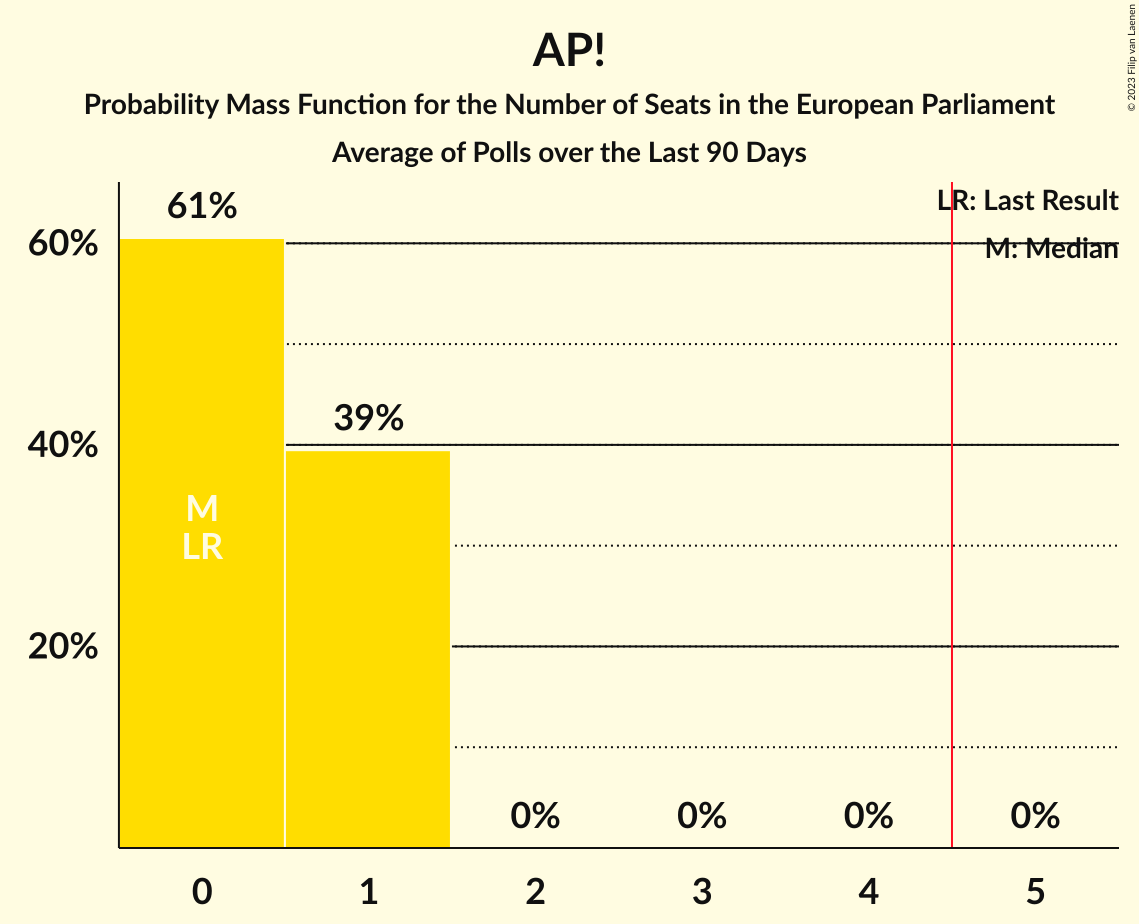 AP!
Probability Mass Function for the Number of Seats in the European Parliament
Average of Polls over the Last 90 Days
© 2023 Filip van Laenen
LR: Last Result
M: Median
61%
60%
39%
40%
M
LR
20%
0% 0% 0% 0%
0 1 2 3 4 5